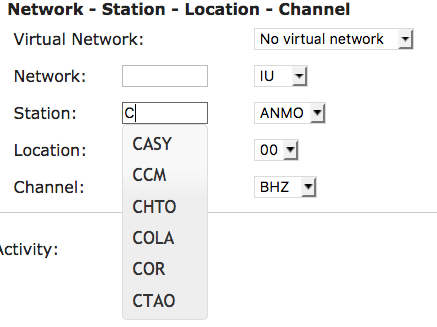 Network - Station - Location - Channel
Virtual Network: No virtual network
Network: IU
Station: C ANMO
CASY
Location: 00
CCM
Channel: BHZ
CHTO
COLA
Activity:
COR
CTAO